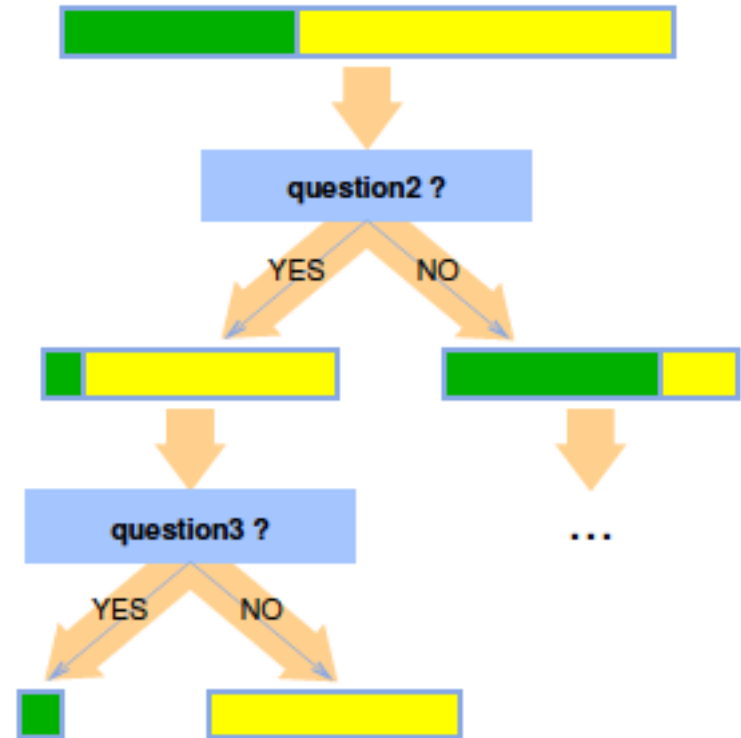 question2 ?
YES
NO
question3 ?
...
YES
NO